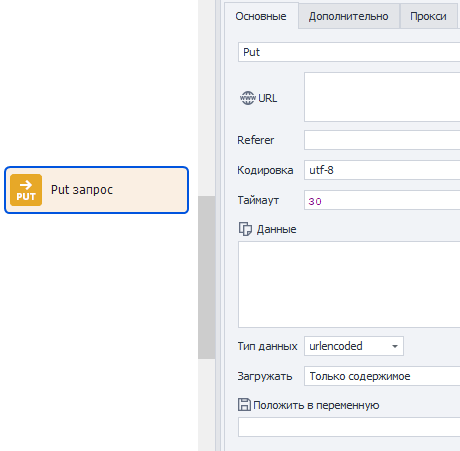 Основные Дополнительно Прокси
Put
www URL
Referer
Кодировка utf-8
PUT Put запрос
Таймаут 30
Данные
Тип данных urlencoded
Загружать Только содержимое
Положить в переменную